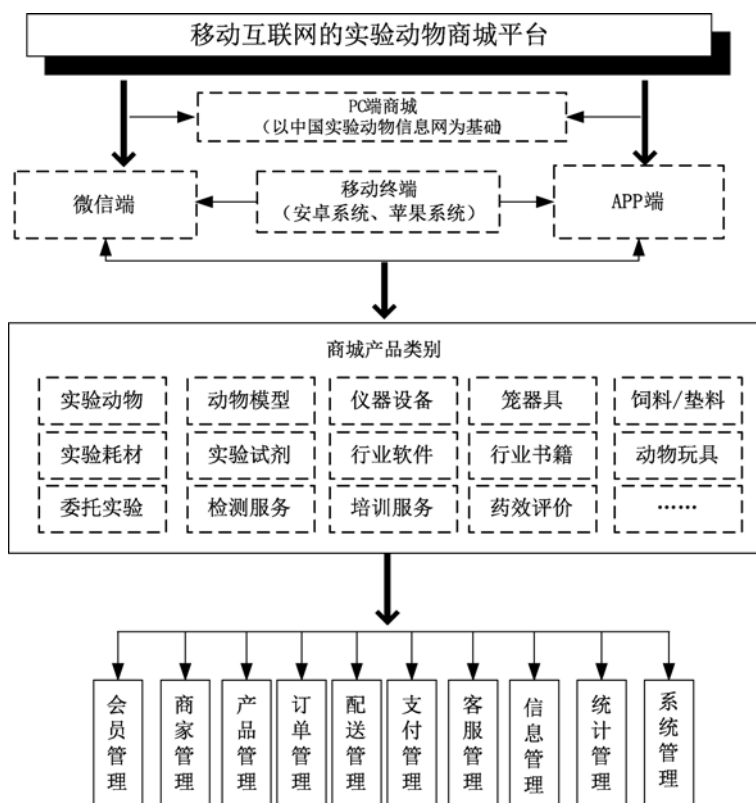 移动互联网的实验动物商城平台
PC端商城
（以中国实验动物信息网为基础）
微信端
移动终端
（安卓系统、苹果系统）
APP端
商城产品类别
实验动物
动物模型
仪器设备
笼器具
饲料/垫料
实验耗材
实验试剂
行业软件
行业书籍
动物玩具
委托实验
检测服务
培训服务
药效评价
……
会员管理
商家管理
产品管理
订单管理
配送管理
支付管理
客服管理
信息管理
统计管理
系统管理